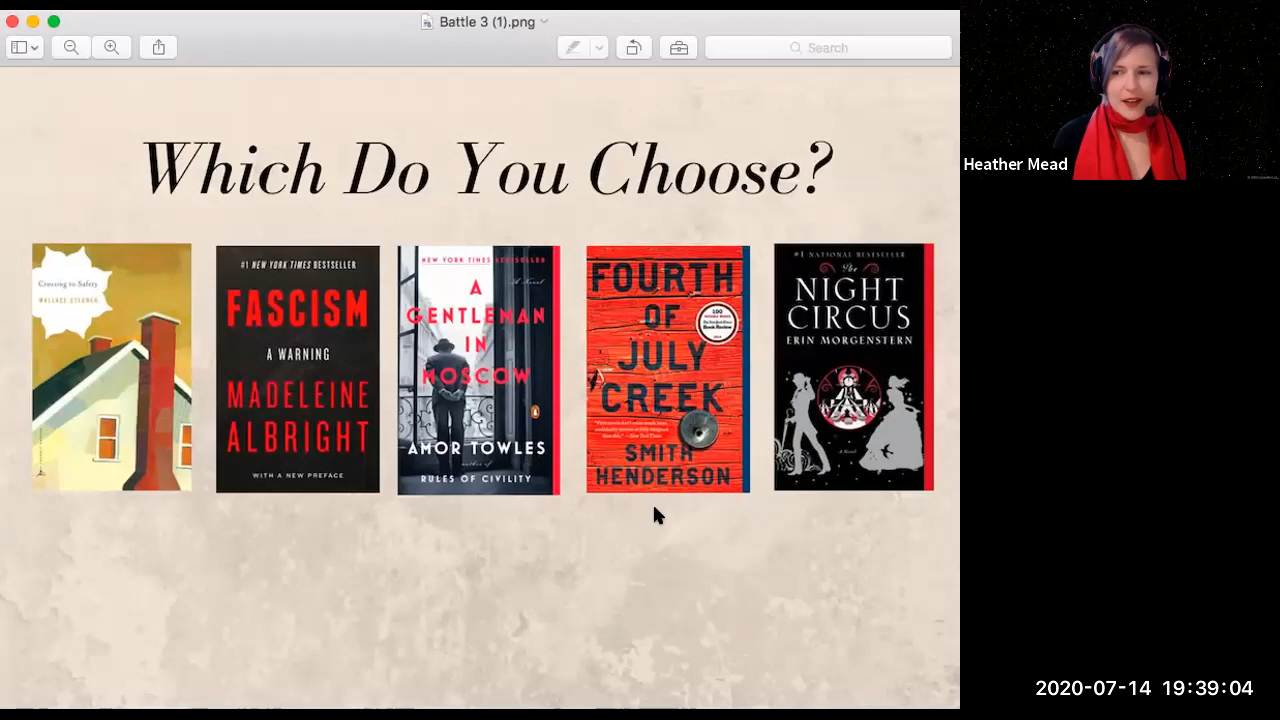 Battle 3 (1).png
Search
Which Do You Choose?
Crossing to Safety
WALLACE STEGNER
#1 NEW YORK TIMES BESTSELLER
FASCISM
A WARNING
MADELEINE
ALBRIGHT
WITH A NEW PREFACE
NEW YORK TIMES BESTSELLER
A Novel
A
GENTLEMAN
IN
MOSCOW
AMOR TOWLES
author of
RULES OF CIVILITY
FOURTH
OF
JULY
CREEK
100
Book Review
SMITH
HENDERSON
#1 NATIONAL BESTSELLER
The
NIGHT
CIRCUS
ERIN MORGENSTERN
A Novel
Heather Mead
2020-07-14 19:39:04